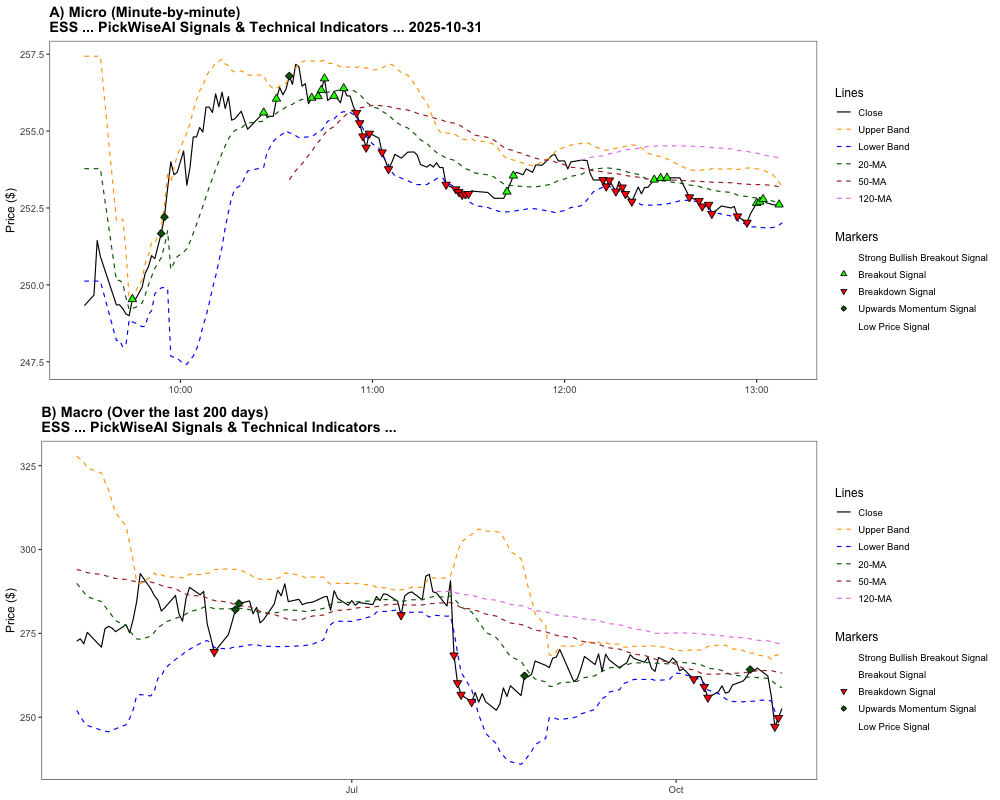 A) Micro (Minute-by-minute)
ESS ... PickWiseAI Signals & Technical Indicators ... 2025-10-31
Price ($)
257.5
255.0
252.5
250.0
247.5
10:00
11:00
12:00
13:00
Lines
Close
Upper Band
Lower Band
20-MA
50-MA
120-MA
Markers
Strong Bullish Breakout Signal
Breakout Signal
Breakdown Signal
Upwards Momentum Signal
Low Price Signal
B) Macro (Over the last 200 days)
ESS ... PickWiseAI Signals & Technical Indicators ...
Price ($)
325
300
275
250
Jul
Oct
Lines
Close
Upper Band
Lower Band
20-MA
50-MA
120-MA
Markers
Strong Bullish Breakout Signal
Breakout Signal
Breakdown Signal
Upwards Momentum Signal
Low Price Signal